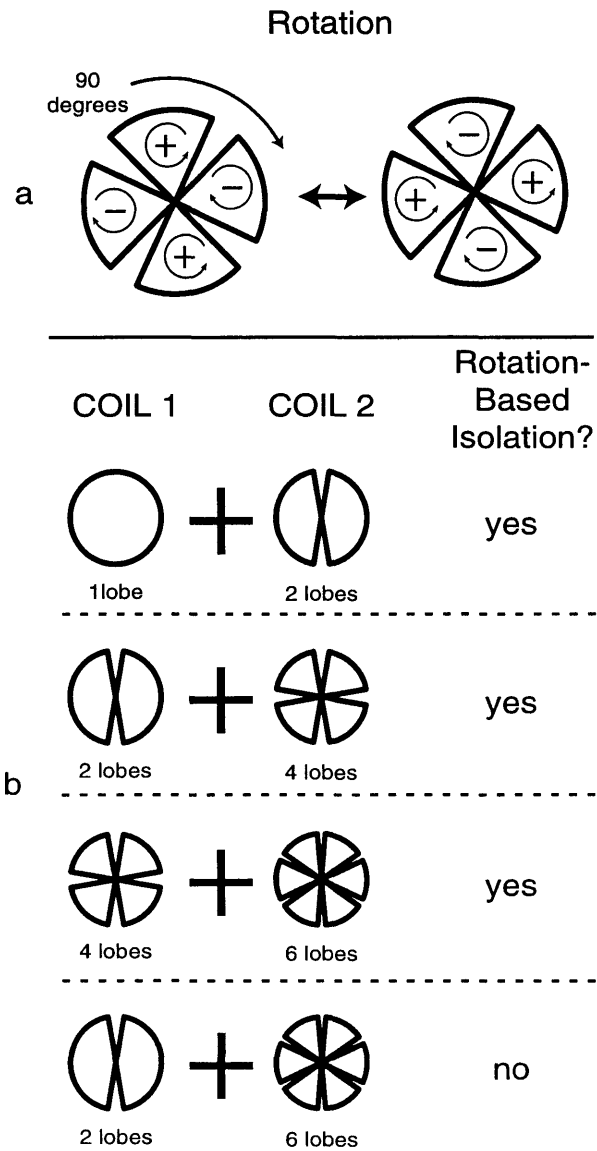 Rotation
90
degrees
+
−
−
+
−
+
+
−
a
COIL 1
COIL 2
Rotation-
Based
Isolation?
+
yes
1lobe
2 lobes
+
yes
2 lobes
4 lobes
b
+
yes
4 lobes
6 lobes
+
no
2 lobes
6 lobes